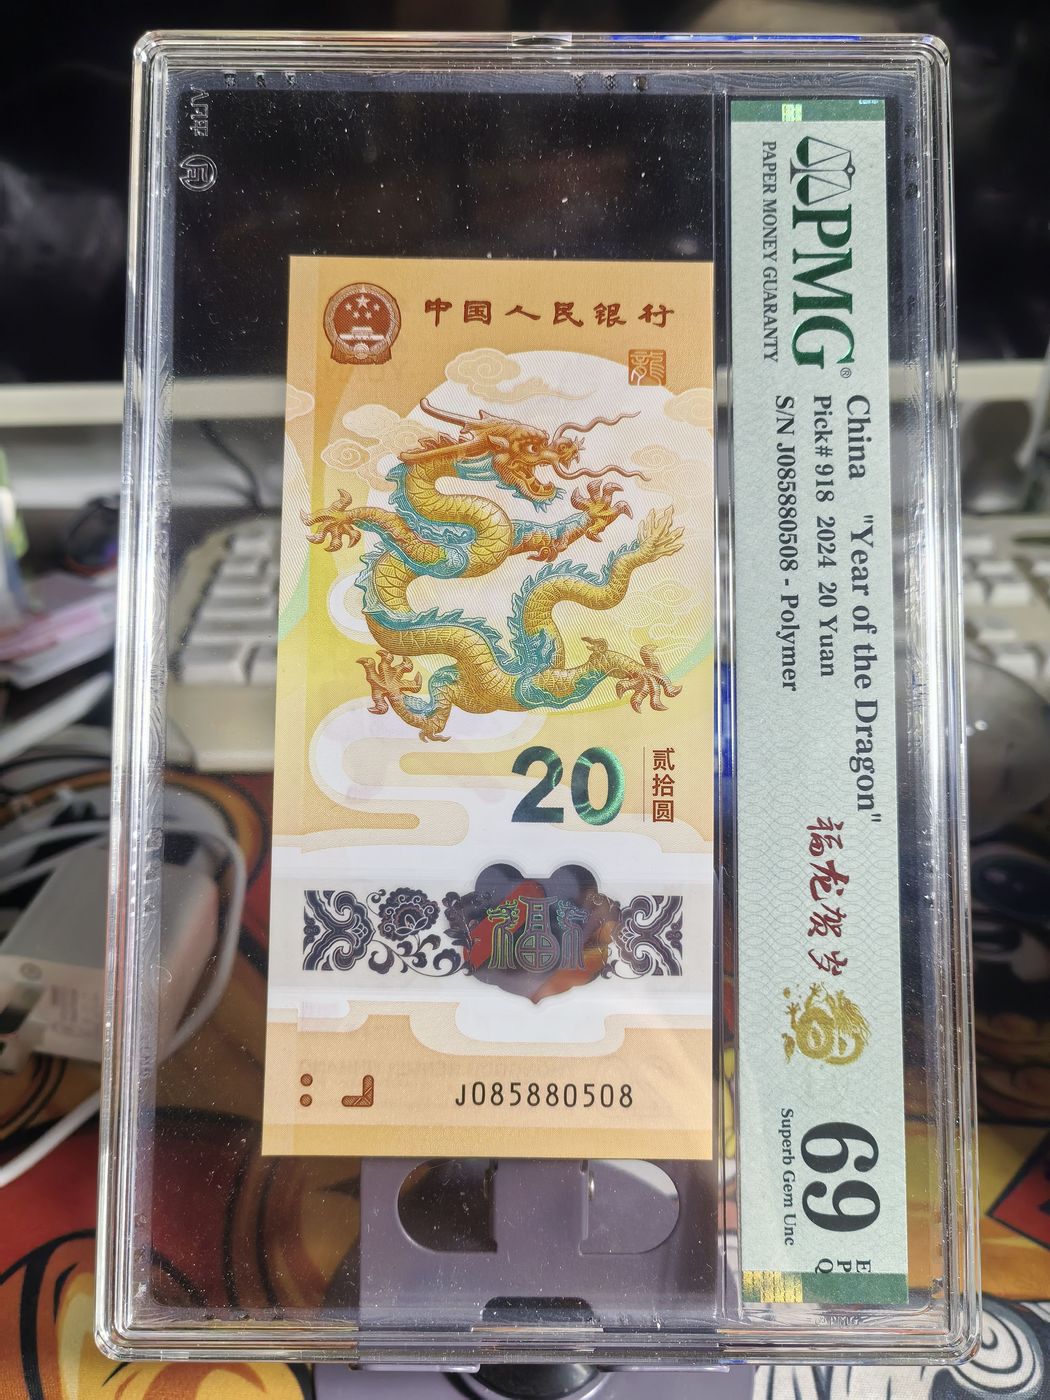 中国人民银行
龍
20
贰拾圆
福
J085880508
PMG®
PAPER MONEY GUARANTY
China "Year of the Dragon"
Pick# 918 2024 20 Yuan
S/N J085880508 - Polymer
福龙贺岁
69
EPQ
Superb Gem Unc